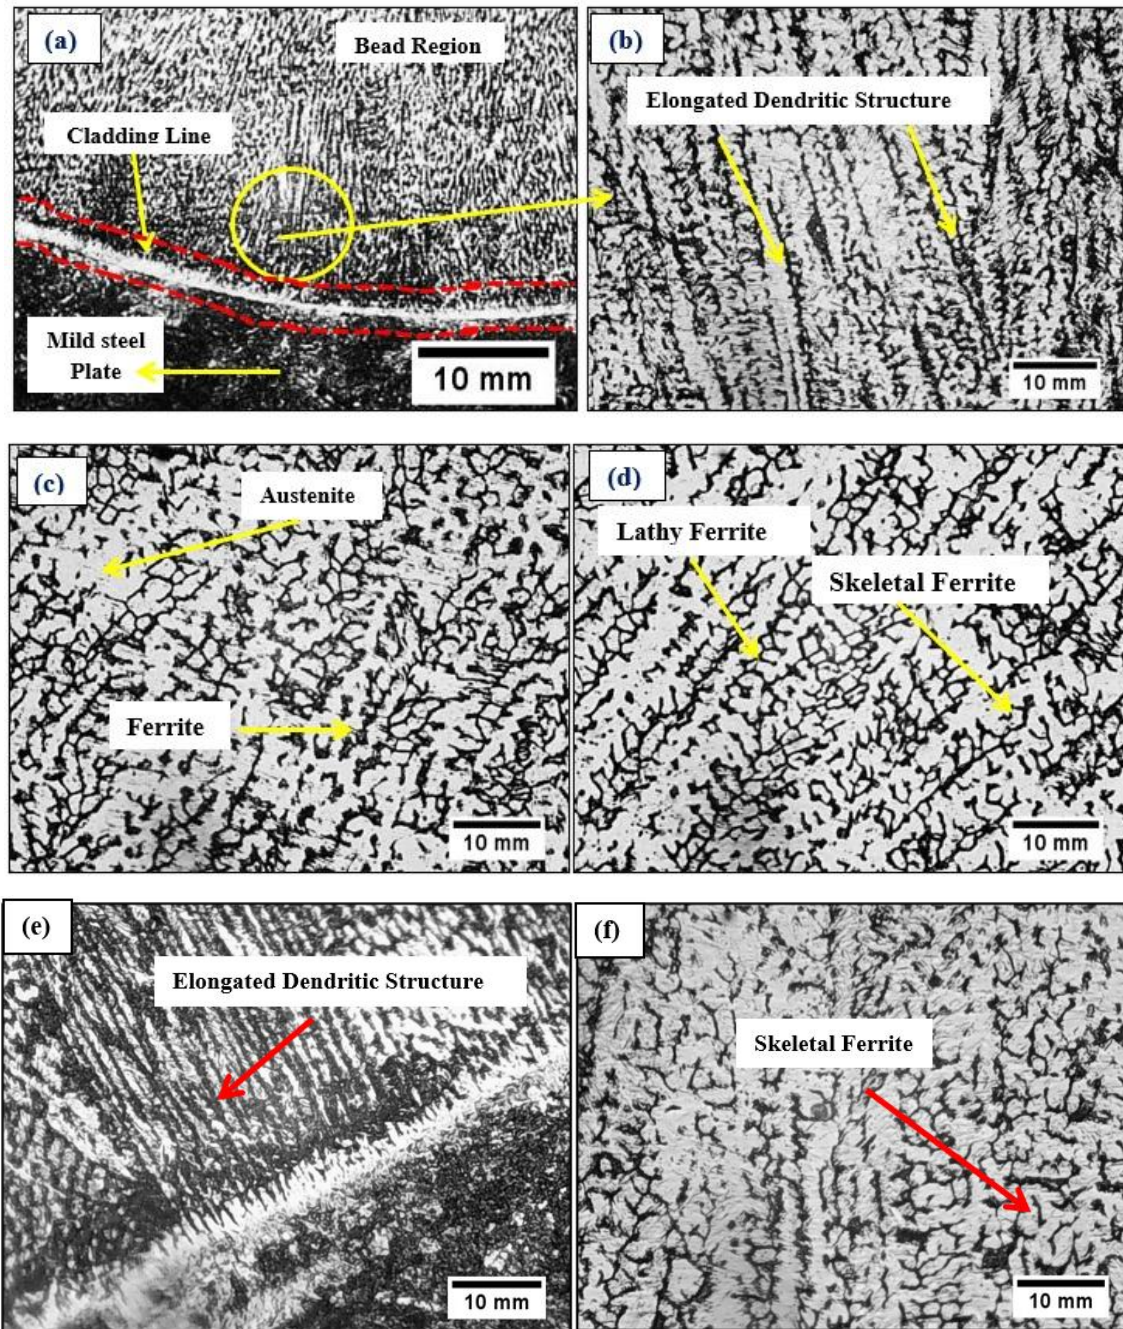 (a)
Bead Region
Cladding Line
Mild steel
Plate
10 mm
(b)
Elongated Dendritic Structure
10 mm
(c)
Austenite
Ferrite
10 mm
(d)
Lathy Ferrite
Skeletal Ferrite
10 mm
(e)
Elongated Dendritic Structure
10 mm
(f)
Skeletal Ferrite
10 mm